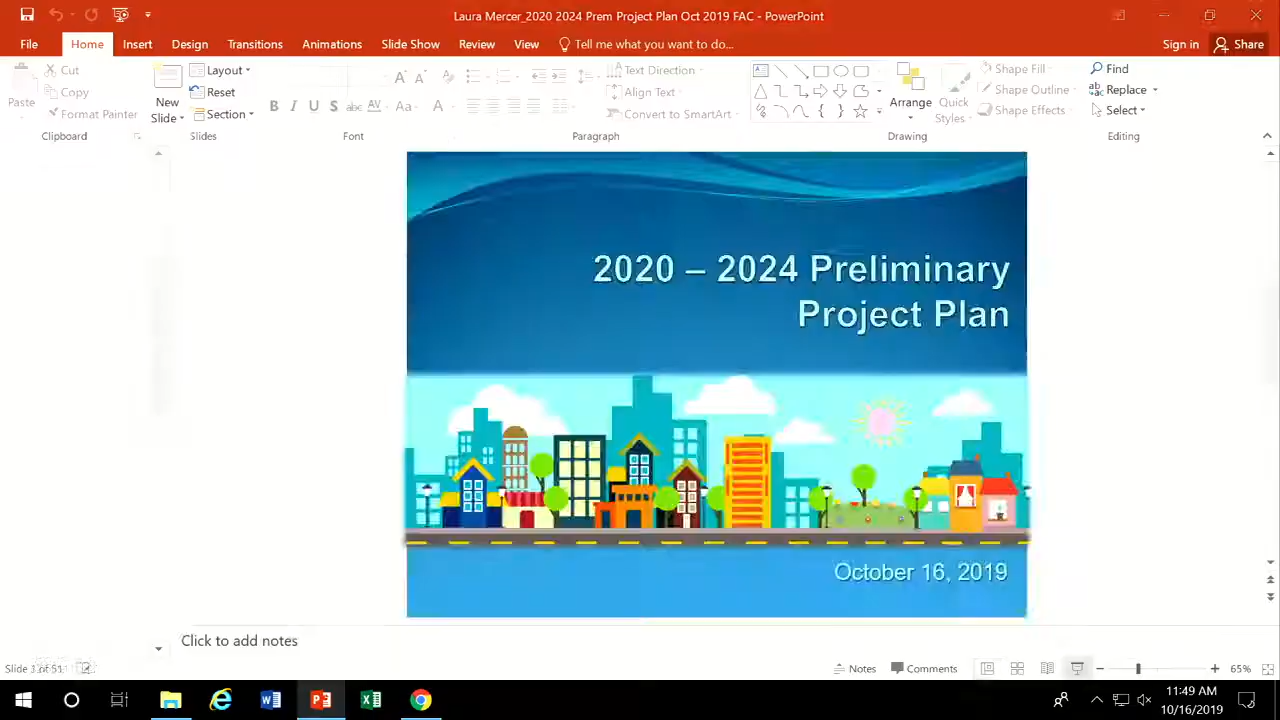 Laura Mercer_2020 2024 Prem Project Plan Oct 2019 FAC - PowerPoint
File Home Insert Design Transitions Animations Slide Show Review View Tell me what you want to do... Sign in Share
Paste Cut Copy Format Painter
Clipboard
New Slide Layout Reset Section
Slides
B I U S abc AV Aa A
Font
Text Direction Align Text Convert to SmartArt
Paragraph
Arrange Quick Styles Shape Fill Shape Outline Shape Effects
Drawing
Find Replace Select
Editing
2020 – 2024 Preliminary
Project Plan
October 16, 2019
Click to add notes
Notes Comments 65%
11:49 AM
10/16/2019